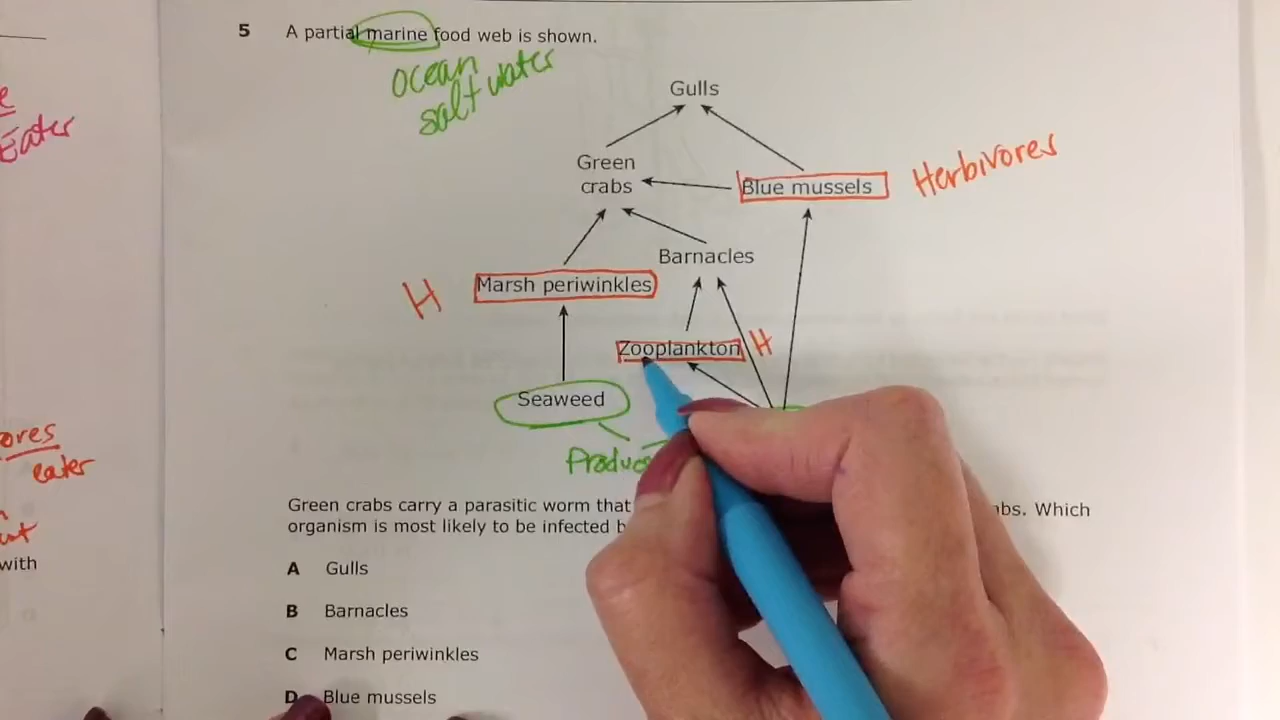 5 A partial marine food web is shown.
ocean
salt water
Eater
Gulls
Green
crabs
Blue mussels
Herbivores
Barnacles
Marsh periwinkles
H
Zooplankton
H
Seaweed
eater
with
Green crabs carry a parasitic worm that
Which
organism is most likely to be infected
A Gulls
B Barnacles
C Marsh periwinkles
D Blue mussels